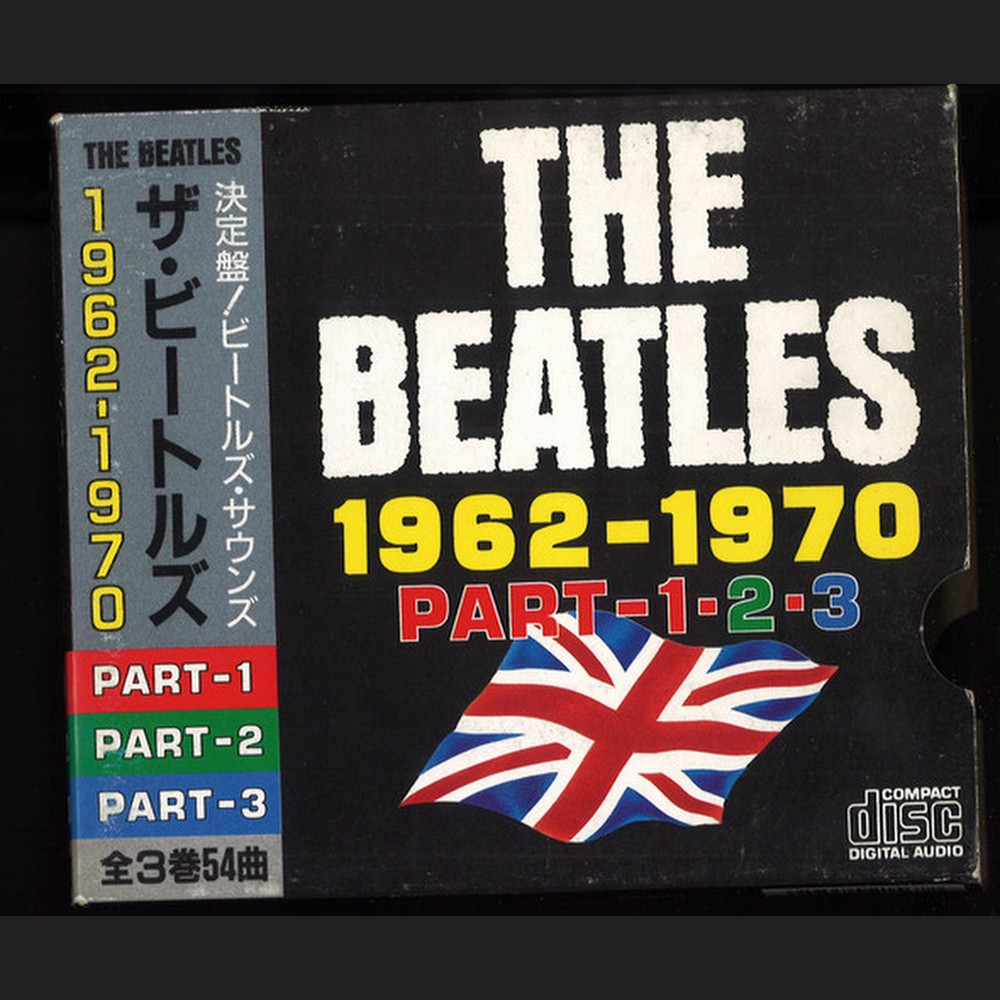 THE BEATLES
決定盤!ビートルズ・サウンズ
ザ・ビートルズ
1962-1970
PART-1
PART-2
PART-3
全3巻54曲
THE
BEATLES
1962-1970
PART-1·2·3
COMPACT
disc
DIGITAL AUDIO